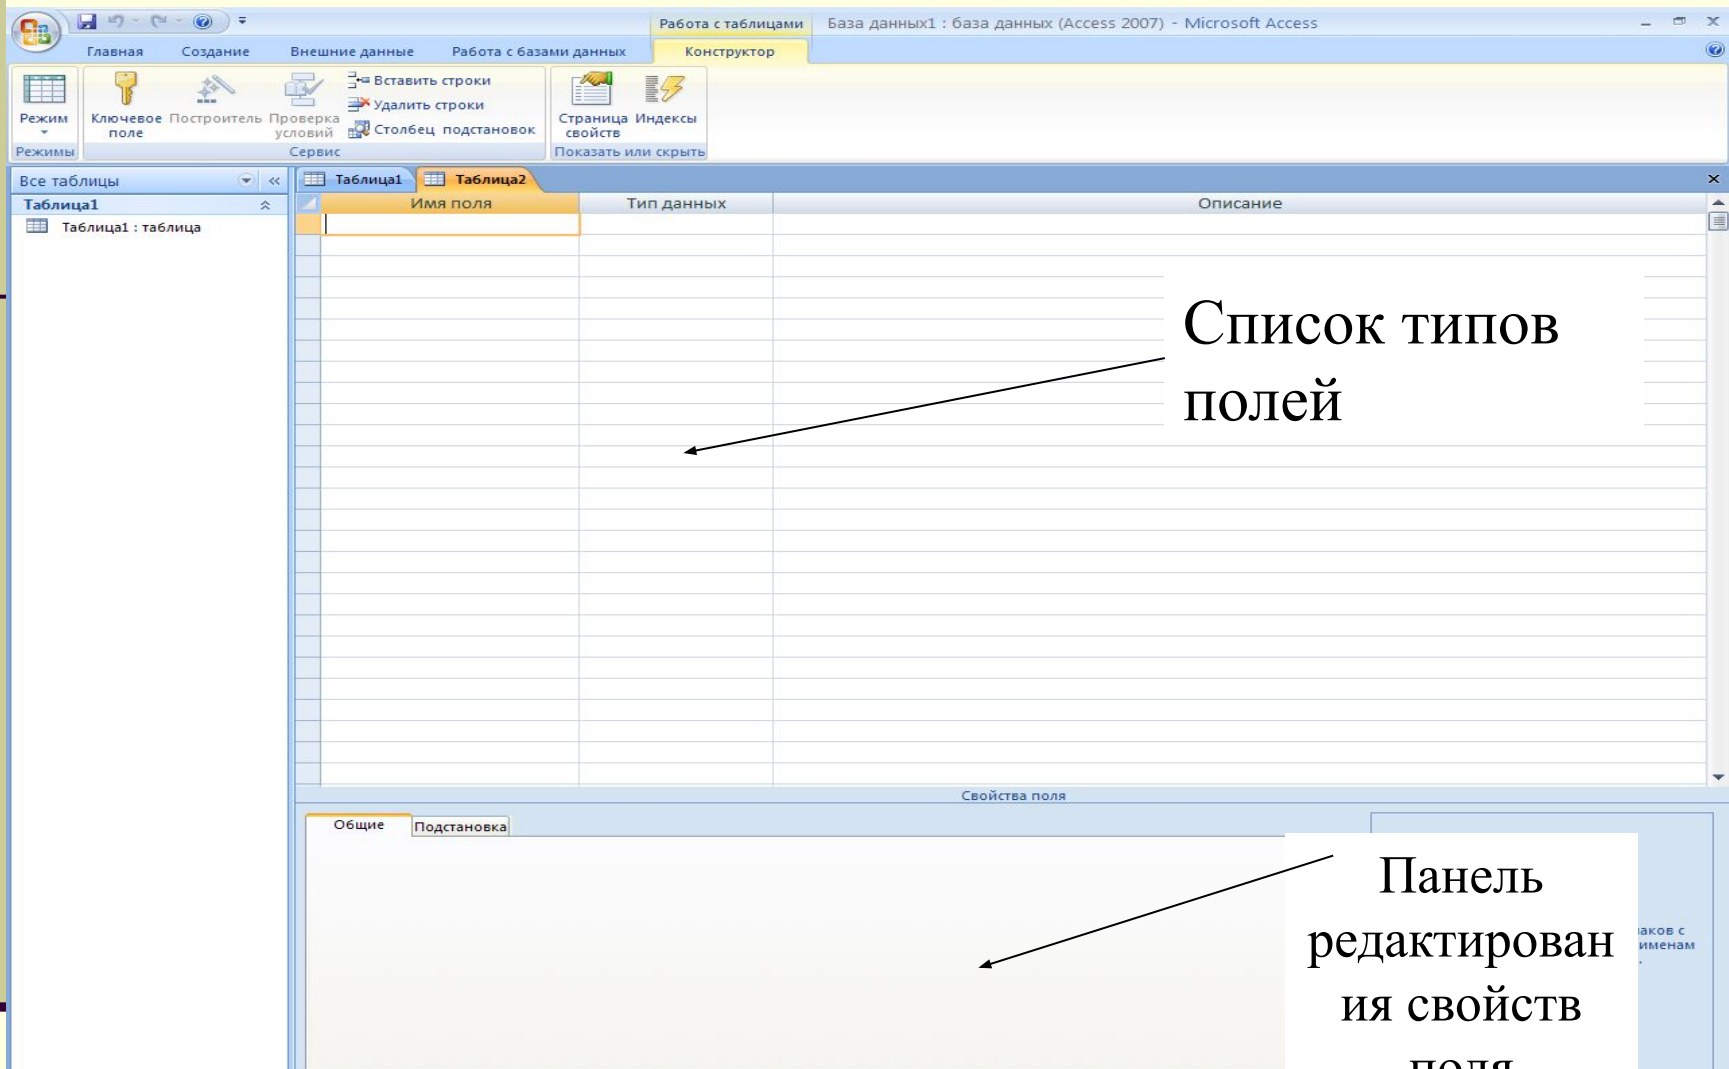 Работа с таблицами База данных1 : база данных (Access 2007) - Microsoft Access
Главная Создание Внешние данные Работа с базами данных Конструктор
Режим
Ключевое поле
Построитель
Проверка условий
Вставить строки
Удалить строки
Столбец подстановок
Страница свойств
Индексы
Режимы Сервис Показать или скрыть
Все таблицы
Таблица1 Таблица2
Таблица1
Имя поля Тип данных Описание
Таблица1 : таблица
Список типов
полей
Свойства поля
Общие Подстановка
Панель
редактирован
ия свойств
поля
аков с
именам